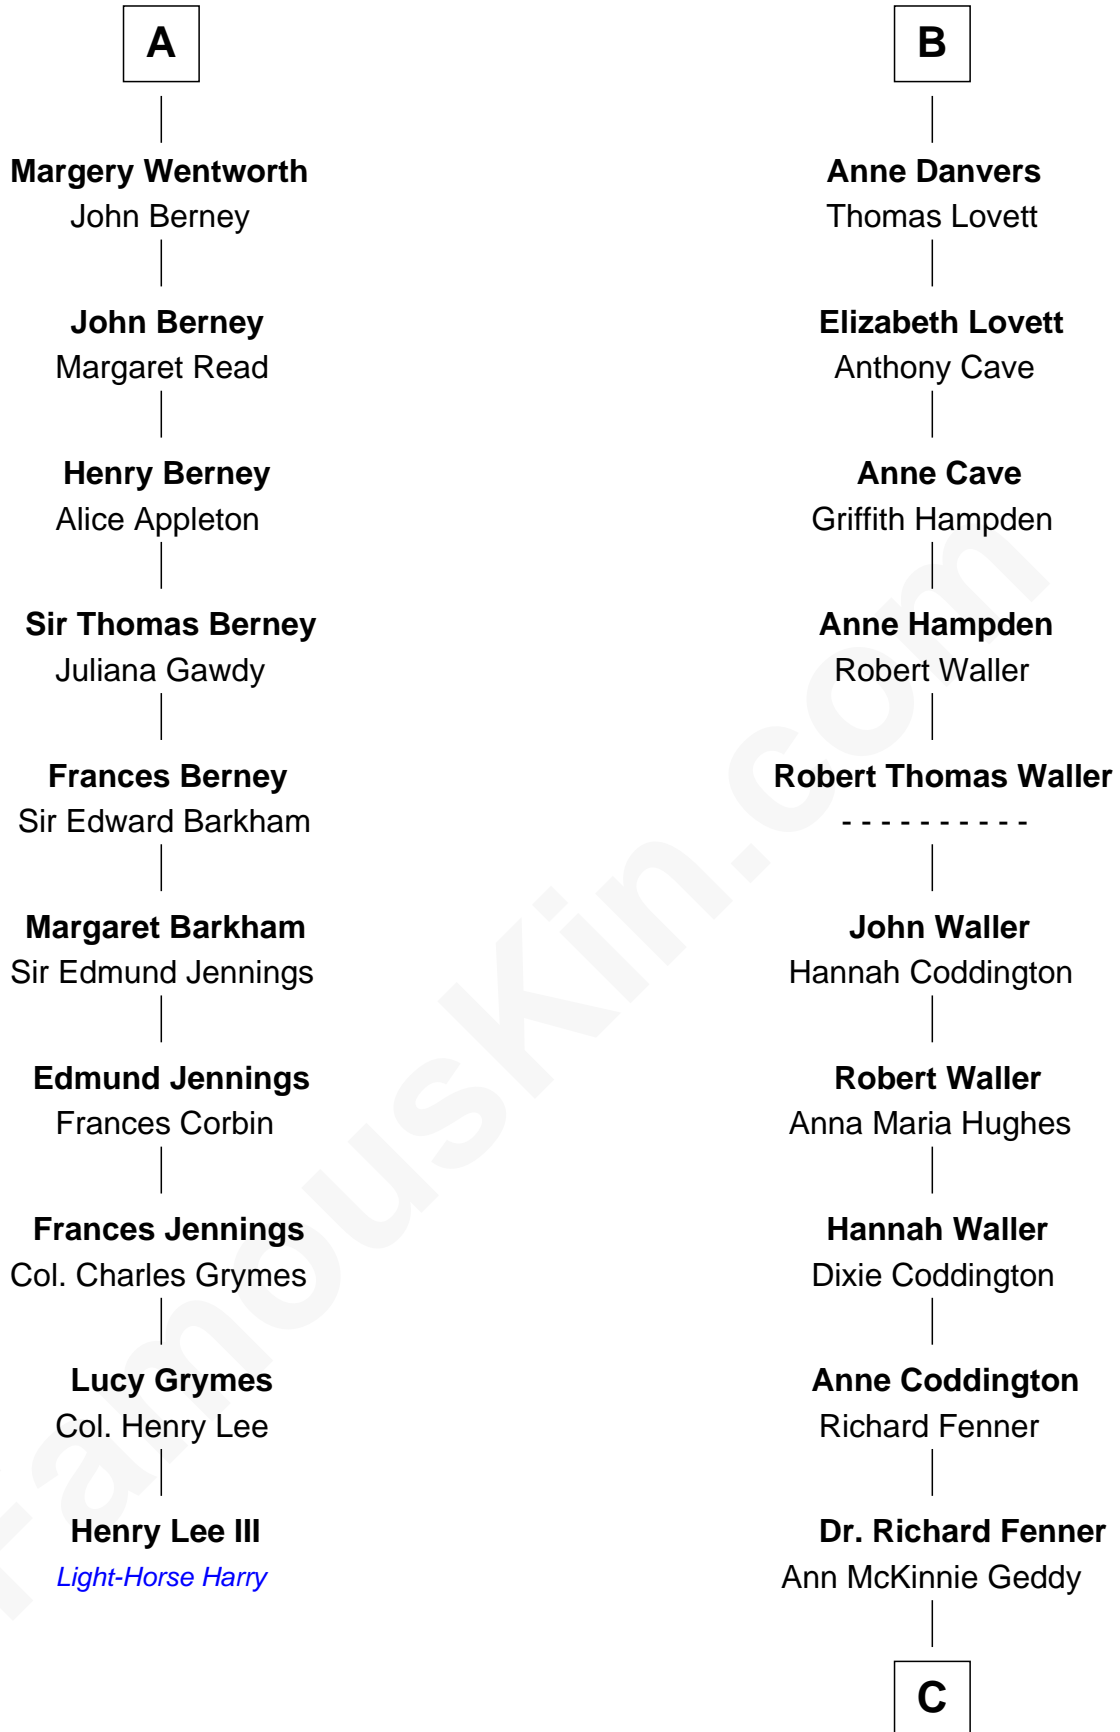 A
Margery Wentworth
John Berney
John Berney
Margaret Read
Henry Berney
Alice Appleton
Sir Thomas Berney
Juliana Gawdy
Frances Berney
Sir Edward Barkham
Margaret Barkham
Sir Edmund Jennings
Edmund Jennings
Frances Corbin
Frances Jennings
Col. Charles Grymes
Lucy Grymes
Col. Henry Lee
Henry Lee III
Light-Horse Harry
B
Anne Danvers
Thomas Lovett
Elizabeth Lovett
Anthony Cave
Anne Cave
Griffith Hampden
Anne Hampden
Robert Waller
Robert Thomas Waller
- - - - - - - - - -
John Waller
Hannah Coddington
Robert Waller
Anna Maria Hughes
Hannah Waller
Dixie Coddington
Anne Coddington
Richard Fenner
Dr. Richard Fenner
Ann McKinnie Geddy
C
FamousKin.com